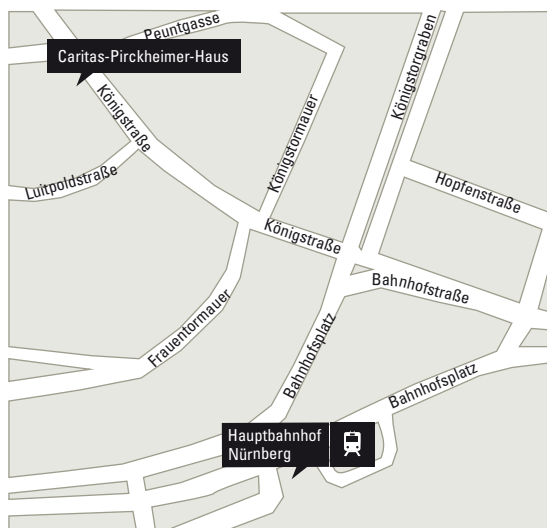 Peuntgasse
Caritas-Pirckheimer-Haus
Königstraße
Königstormauer
Königstorgraben
Luitpoldstraße
Hopfenstraße
Königstraße
Bahnhofstraße
Frauentormauer
Bahnhofsplatz
Bahnhofsplatz
Hauptbahnhof
Nürnberg